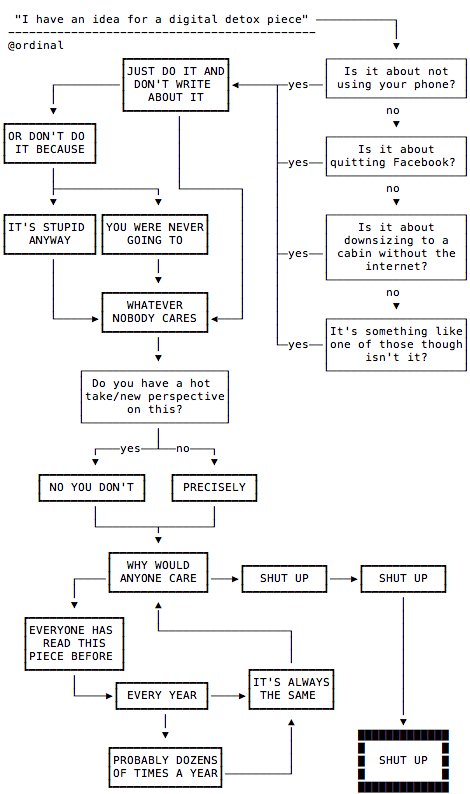 "I have an idea for a digital detox piece"
@ordinal
JUST DO IT AND
DON'T WRITE
ABOUT IT
yes
Is it about not
using your phone?
no
OR DON'T DO
IT BECAUSE
yes
Is it about
quitting Facebook?
no
IT'S STUPID
ANYWAY
YOU WERE NEVER
GOING TO
yes
Is it about
downsizing to a
cabin without the
internet?
no
WHATEVER
NOBODY CARES
yes
It's something like
one of those though
isn't it?
Do you have a hot
take/new perspective
on this?
yes
no
NO YOU DON'T
PRECISELY
WHY WOULD
ANYONE CARE
SHUT UP
SHUT UP
EVERYONE HAS
READ THIS
PIECE BEFORE
EVERY YEAR
IT'S ALWAYS
THE SAME
PROBABLY DOZENS
OF TIMES A YEAR
SHUT UP